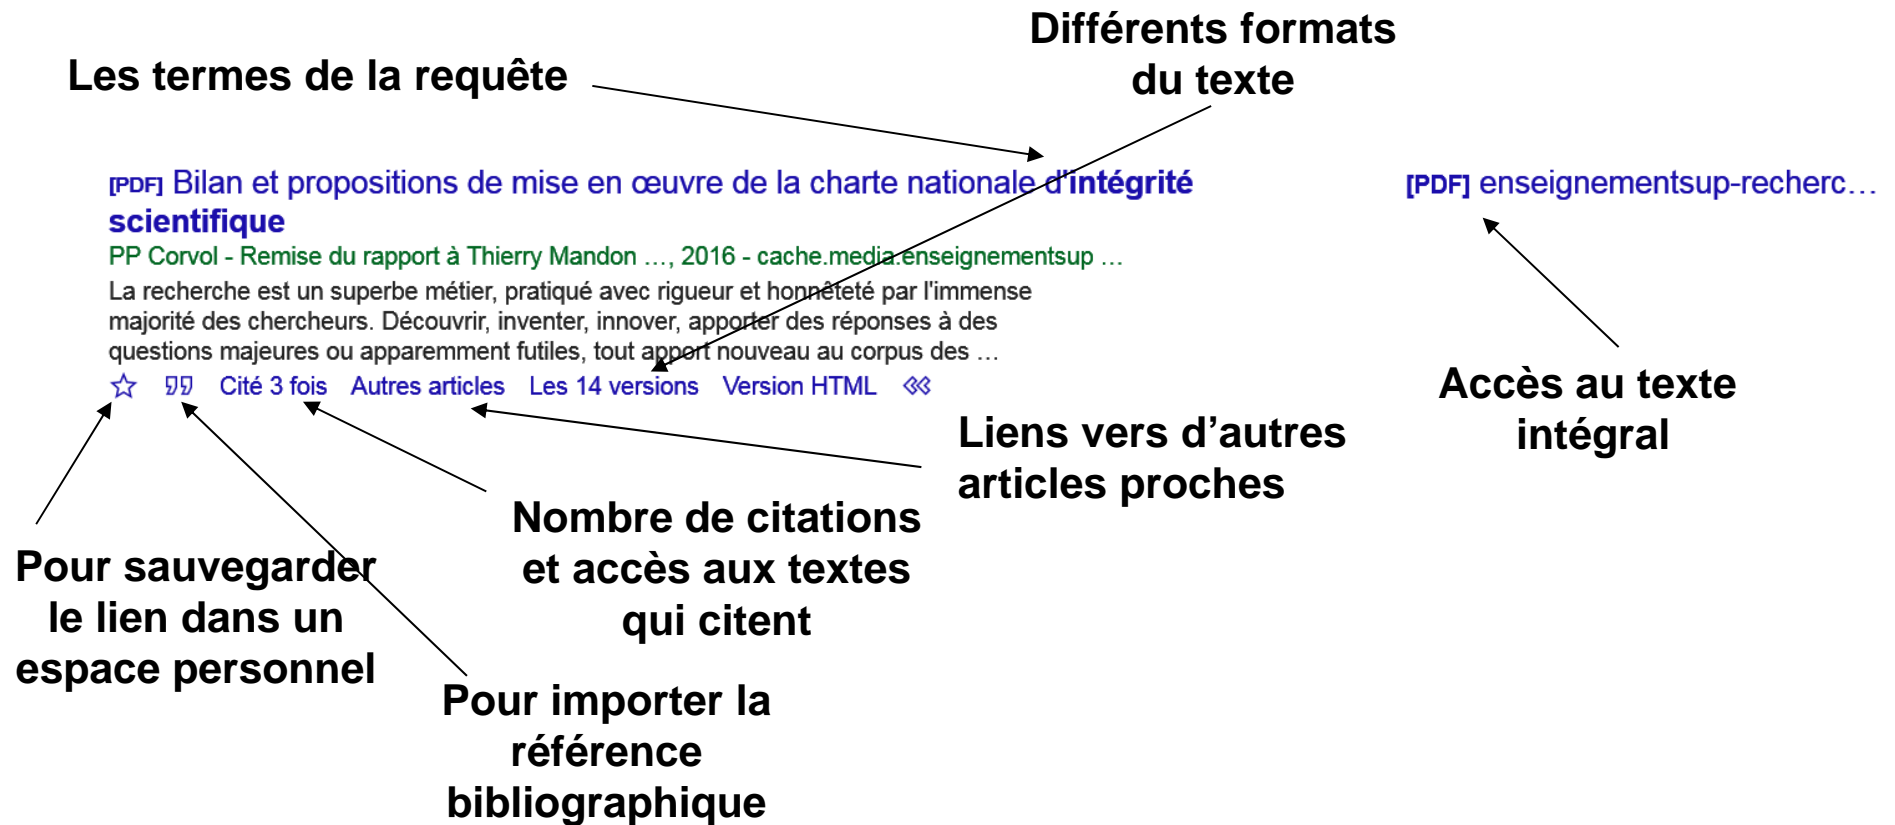 Différents formats
du texte
Les termes de la requête
[PDF] Bilan et propositions de mise en œuvre de la charte nationale d'intégrité
scientifique
[PDF] enseignementsup-recherc…
PP Corvol - Remise du rapport à Thierry Mandon …, 2016 - cache.media.enseignementsup …
La recherche est un superbe métier, pratiqué avec rigueur et honnêteté par l'immense
majorité des chercheurs. Découvrir, inventer, innover, apporter des réponses à des
questions majeures ou apparemment futiles, tout apport nouveau au corpus des …
Cité 3 fois Autres articles Les 14 versions Version HTML
Accès au texte
intégral
Liens vers d’autres
articles proches
Nombre de citations
et accès aux textes
qui citent
Pour sauvegarder
le lien dans un
espace personnel
Pour importer la
référence
bibliographique